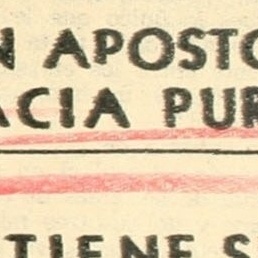 N APOSTO
ACIA PUR
TIENE S